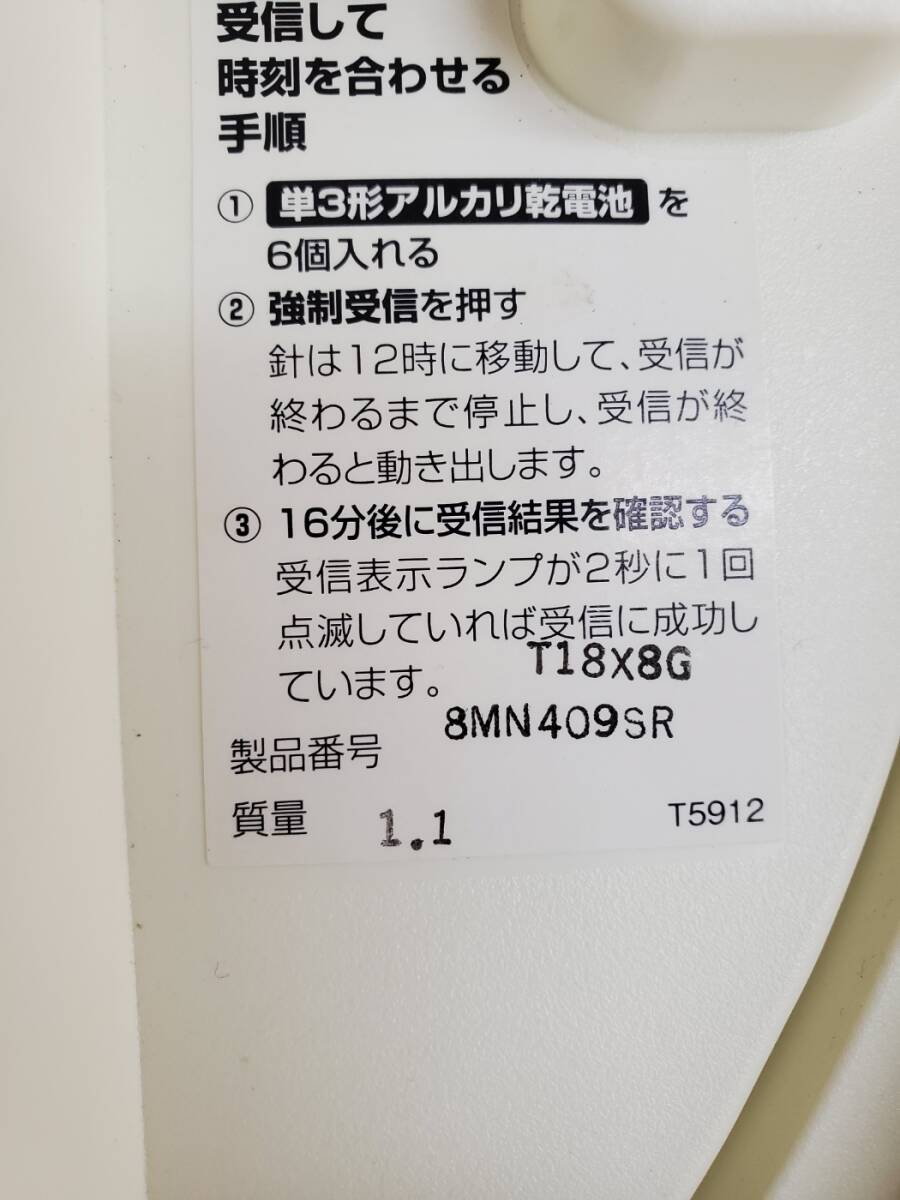 受信して
時刻を合わせる
手順
① 単3形アルカリ乾電池 を
6個入れる
② 強制受信を押す
針は12時に移動して、受信が
終わるまで停止し、受信が終
わると動き出します。
③ 16分後に受信結果を確認する
受信表示ランプが2秒に1回
点滅していれば受信に成功し
ています。
T18X8G
製品番号 8MN409SR
質量 1.1
T5912